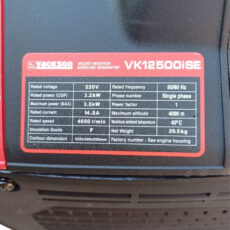 VACKSON
SILENT INVERTER
GASOLINE GENERATOR
VK12500iSE
Rated Voltage 220V Rated frequency 50/60 Hz
Rated power (COP) 3.2kW Phase number Single phase
Maximum power (MAX) 3.5kW Power factor 1
Rated current 14.5A Maximum altitude 4000 m
Rated speed 4500 r/min Maximum ambient temperature 40°C
Insulation Grade F Net weight 29.5kg
Contour dimension Factory Number: See engine housing